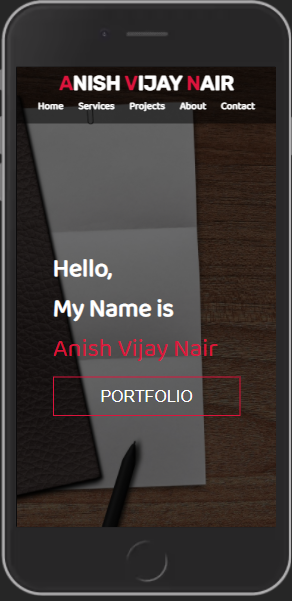 ANISH VIJAY NAIR
Home Services Projects About Contact
Hello,
My Name is
Anish Vijay Nair
PORTFOLIO